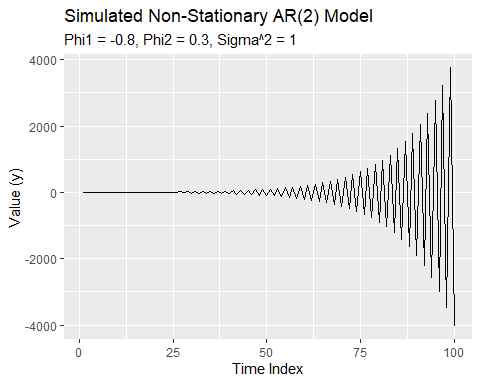 Simulated Non-Stationary AR(2) Model
Phi1 = -0.8, Phi2 = 0.3, Sigma^2 = 1
4000
2000
0
-2000
-4000
Value (y)
0 25 50 75 100
Time Index